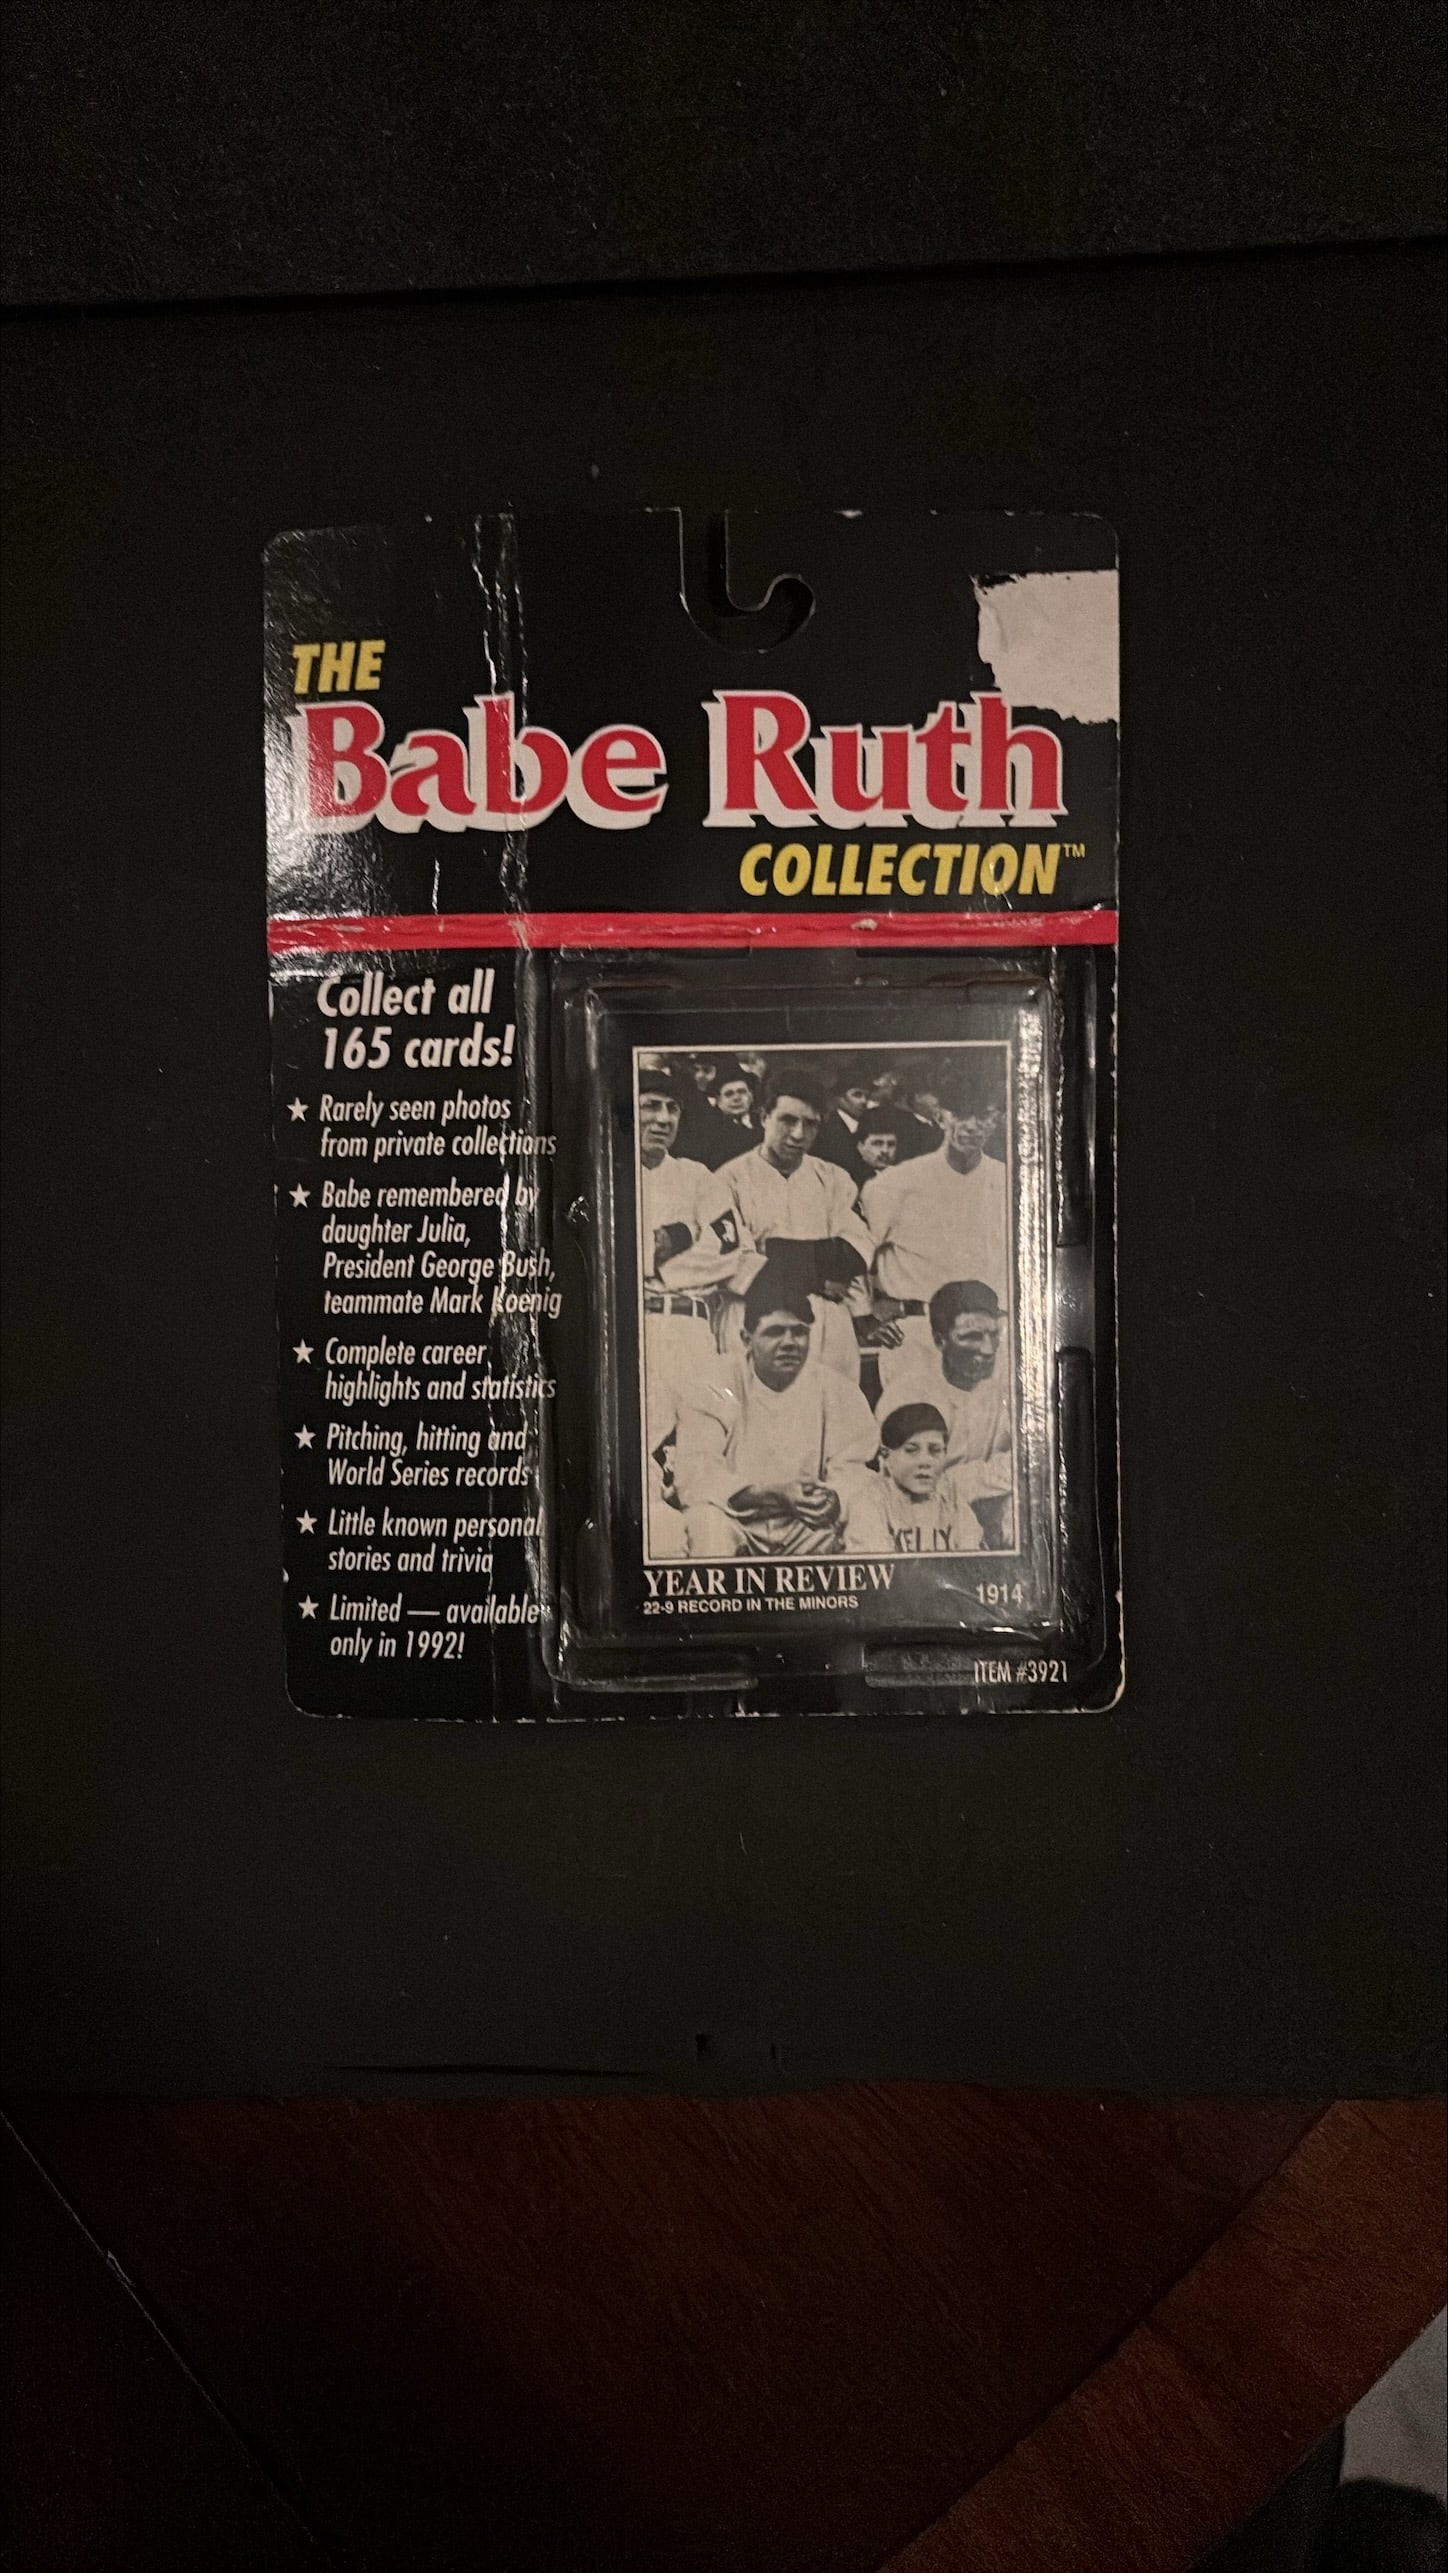 THE
Babe Ruth
COLLECTION™
Collect all
165 cards!
★ Rarely seen photos
from private collections
★ Babe remembered by
daughter Julia,
President George Bush,
teammate Mark Koenig
★ Complete career
highlights and statistics
★ Pitching, hitting and
World Series records
★ Little known personal
stories and trivia
★ Limited — available
only in 1992!
KELLY
YEAR IN REVIEW
22-9 RECORD IN THE MINORS
1914
ITEM #3921